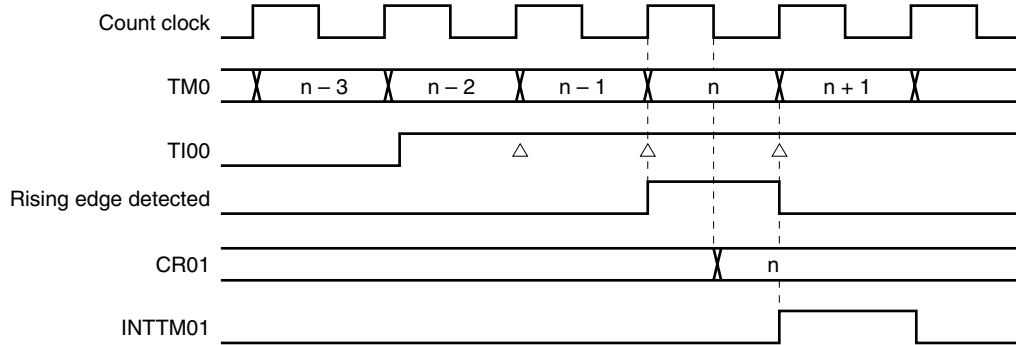 Count clock
TM0 n – 3 n – 2 n – 1 n n + 1
TI00
Rising edge detected
CR01 n
INTTM01